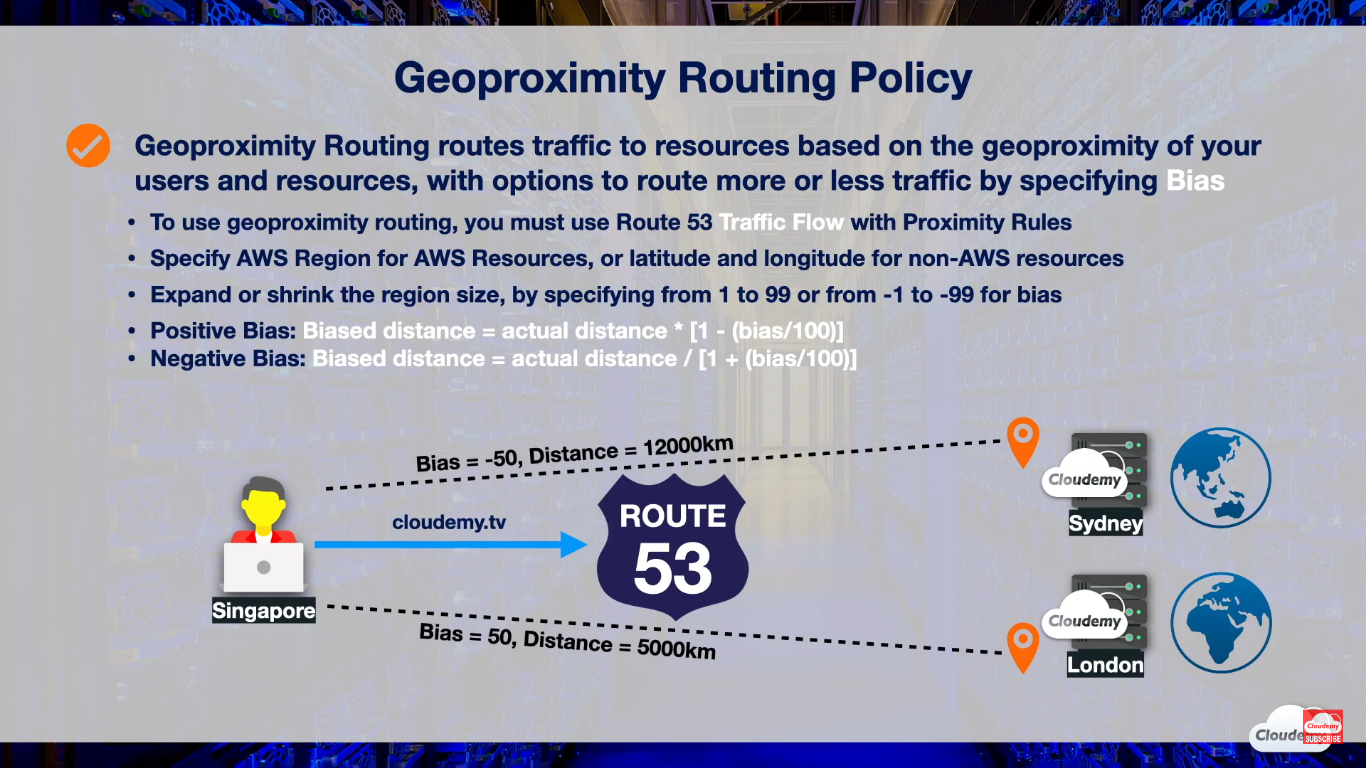 Geoproximity Routing Policy
Geoproximity Routing routes traffic to resources based on the geoproximity of your
users and resources, with options to route more or less traffic by specifying Bias
• To use geoproximity routing, you must use Route 53 Traffic Flow with Proximity Rules
• Specify AWS Region for AWS Resources, or latitude and longitude for non-AWS resources
• Expand or shrink the region size, by specifying from 1 to 99 or from -1 to -99 for bias
• Positive Bias: Biased distance = actual distance * [1 - (bias/100)]
• Negative Bias: Biased distance = actual distance / [1 + (bias/100)]
Bias = -50, Distance = 12000km
Cloudemy
Sydney
cloudemy.tv
ROUTE
53
Singapore
Bias = 50, Distance = 5000km
Cloudemy
London
Cloudemy
SUBSCRIBE